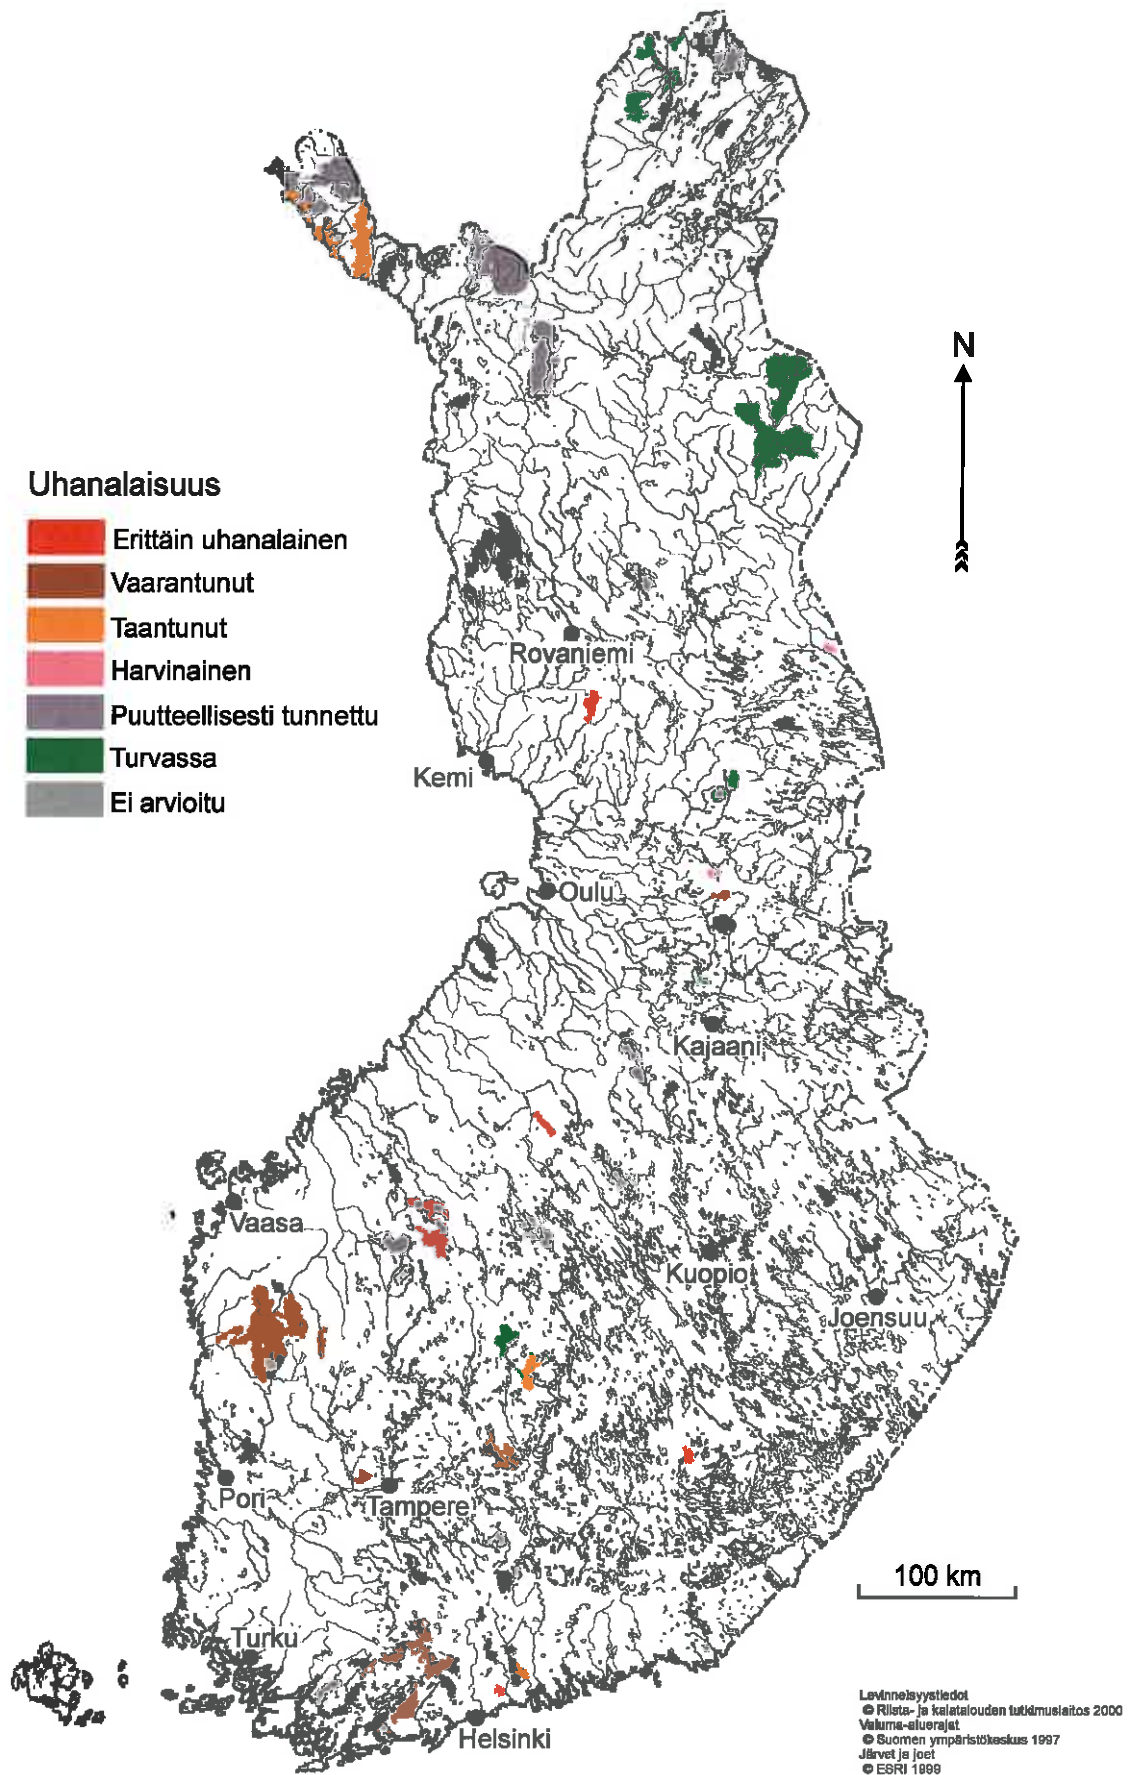 N
Uhanalaisuus
Erittäin uhanalainen
Vaarantunut
Taantunut
Harvinainen
Puutteellisesti tunnettu
Turvassa
Ei arvioitu
Rovaniemi
Kemi
Oulu
Kajaani
Vaasa
Kuopio
Joensuu
Pori
Tampere
100 km
Turku
Helsinki
Levinneisyystiedot
© Riista- ja kalatalouden tutkimuslaitos 2000
Valuma-aluerajat
© Suomen ympäristökeskus 1997
Järvet ja joet
© ESRI 1999